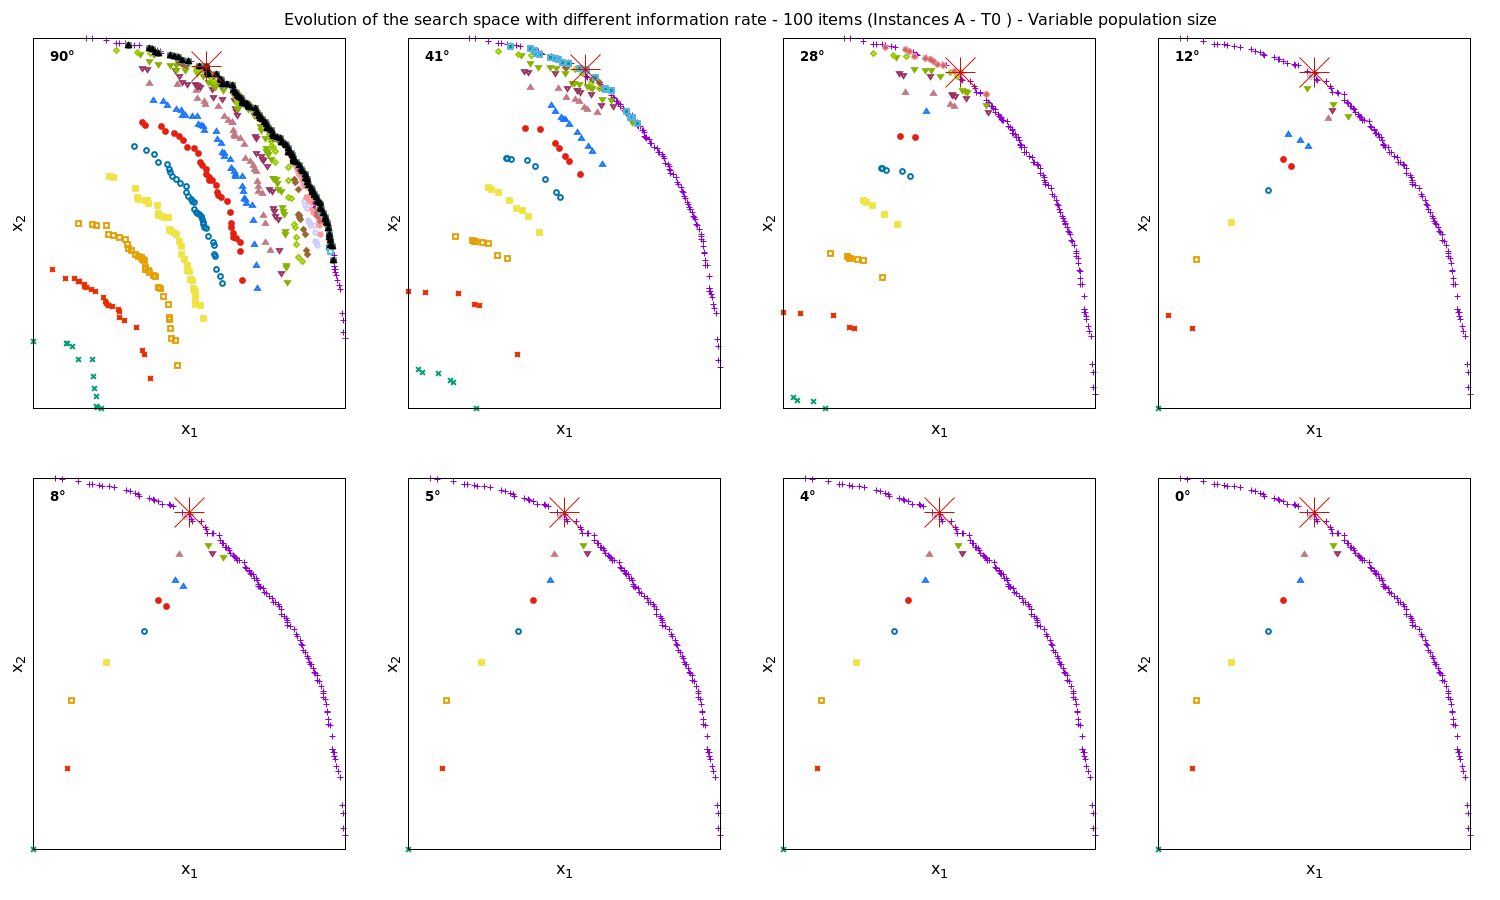 Evolution of the search space with different information rate - 100 items (Instances A - T0 ) - Variable population size
90°
41°
28°
12°
x2
x2
x2
x2
x1
x1
x1
x1
8°
5°
4°
0°
x2
x2
x2
x2
x1
x1
x1
x1